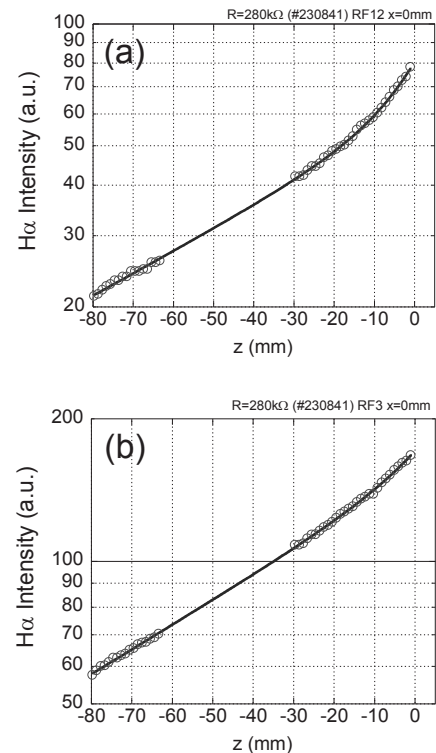 R=280kΩ (#230841) RF12 x=0mm
(a)
Hα Intensity (a.u.)
100
90
80
70
60
50
40
30
20
-80 -70 -60 -50 -40 -30 -20 -10 0
z (mm)
R=280kΩ (#230841) RF3 x=0mm
(b)
Hα Intensity (a.u.)
200
100
90
80
70
60
50
-80 -70 -60 -50 -40 -30 -20 -10 0
z (mm)